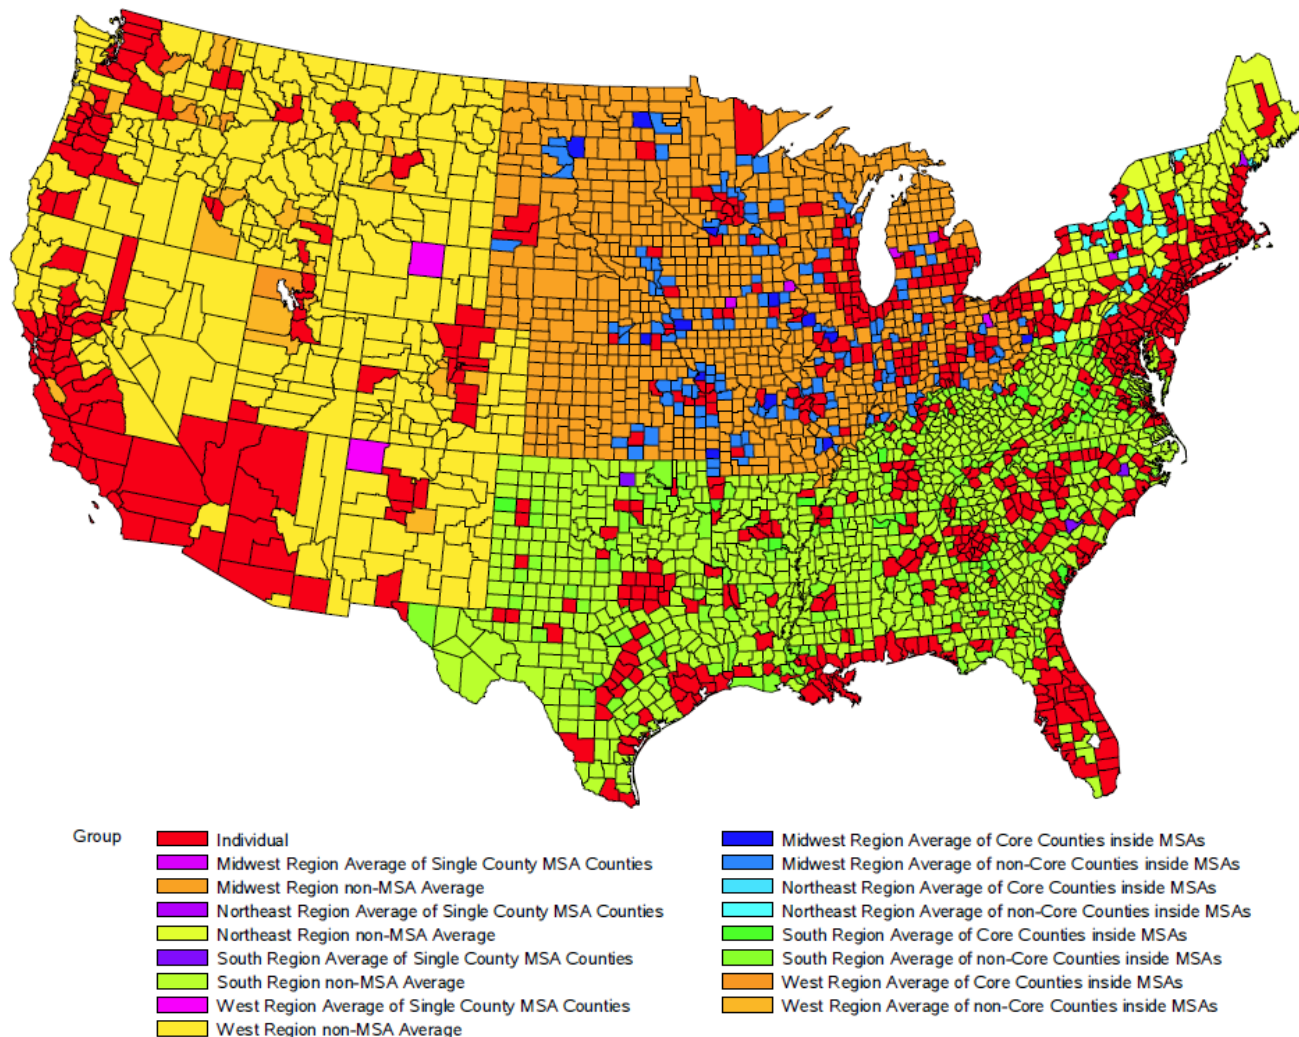 Group
Individual
Midwest Region Average of Single County MSA Counties
Midwest Region non-MSA Average
Northeast Region Average of Single County MSA Counties
Northeast Region non-MSA Average
South Region Average of Single County MSA Counties
South Region non-MSA Average
West Region Average of Single County MSA Counties
West Region non-MSA Average
Midwest Region Average of Core Counties inside MSAs
Midwest Region Average of non-Core Counties inside MSAs
Northeast Region Average of Core Counties inside MSAs
Northeast Region Average of non-Core Counties inside MSAs
South Region Average of Core Counties inside MSAs
South Region Average of non-Core Counties inside MSAs
West Region Average of Core Counties inside MSAs
West Region Average of non-Core Counties inside MSAs